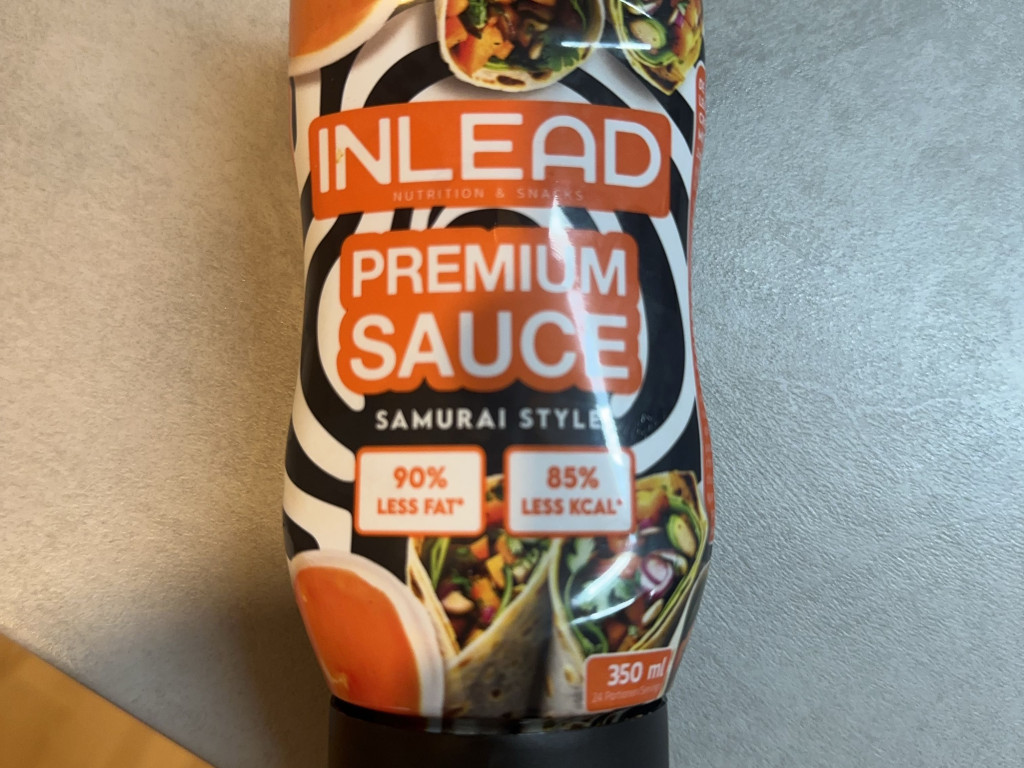 INLEAD
NUTRITION & SNACKS
PREMIUM
SAUCE
SAMURAI STYLE
90%
LESS FAT*
85%
LESS KCAL*
350 ml